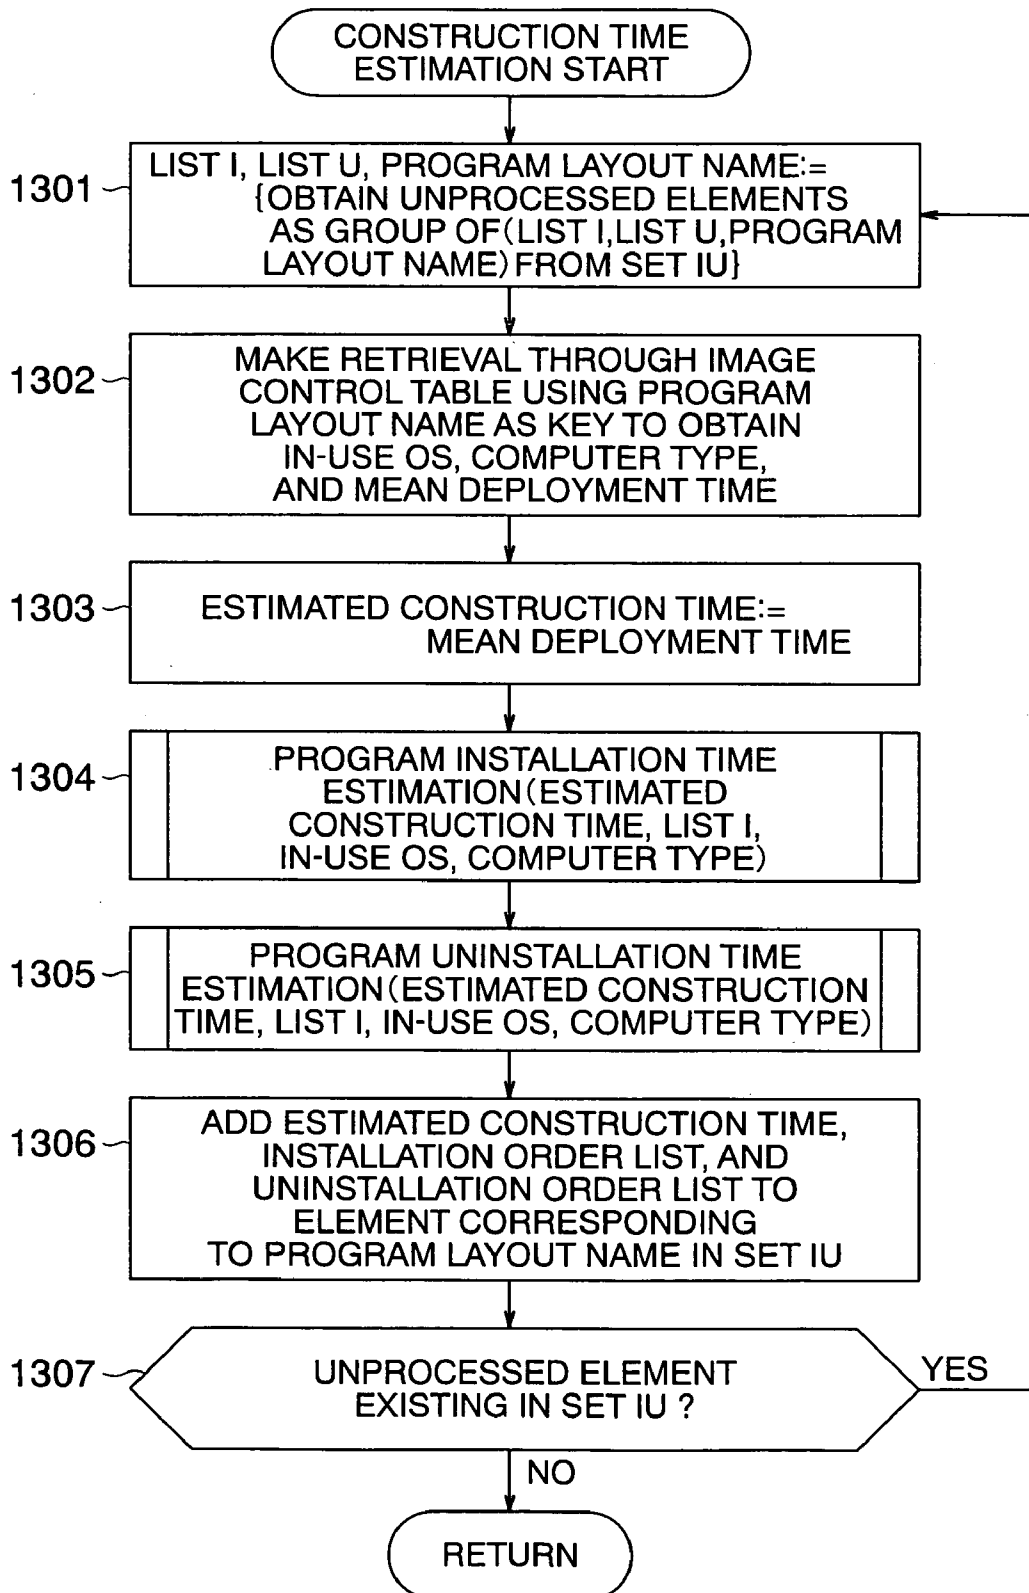 CONSTRUCTION TIME
ESTIMATION START
1301
LIST I, LIST U, PROGRAM LAYOUT NAME:=
{OBTAIN UNPROCESSED ELEMENTS
AS GROUP OF(LIST I,LIST U,PROGRAM
LAYOUT NAME)FROM SET IU}
1302
MAKE RETRIEVAL THROUGH IMAGE
CONTROL TABLE USING PROGRAM
LAYOUT NAME AS KEY TO OBTAIN
IN-USE OS, COMPUTER TYPE,
AND MEAN DEPLOYMENT TIME
1303
ESTIMATED CONSTRUCTION TIME:=
MEAN DEPLOYMENT TIME
1304
PROGRAM INSTALLATION TIME
ESTIMATION(ESTIMATED
CONSTRUCTION TIME, LIST I,
IN-USE OS, COMPUTER TYPE)
1305
PROGRAM UNINSTALLATION TIME
ESTIMATION(ESTIMATED CONSTRUCTION
TIME, LIST I, IN-USE OS, COMPUTER TYPE)
1306
ADD ESTIMATED CONSTRUCTION TIME,
INSTALLATION ORDER LIST, AND
UNINSTALLATION ORDER LIST TO
ELEMENT CORRESPONDING
TO PROGRAM LAYOUT NAME IN SET IU
1307
UNPROCESSED ELEMENT
EXISTING IN SET IU ?
YES
NO
RETURN